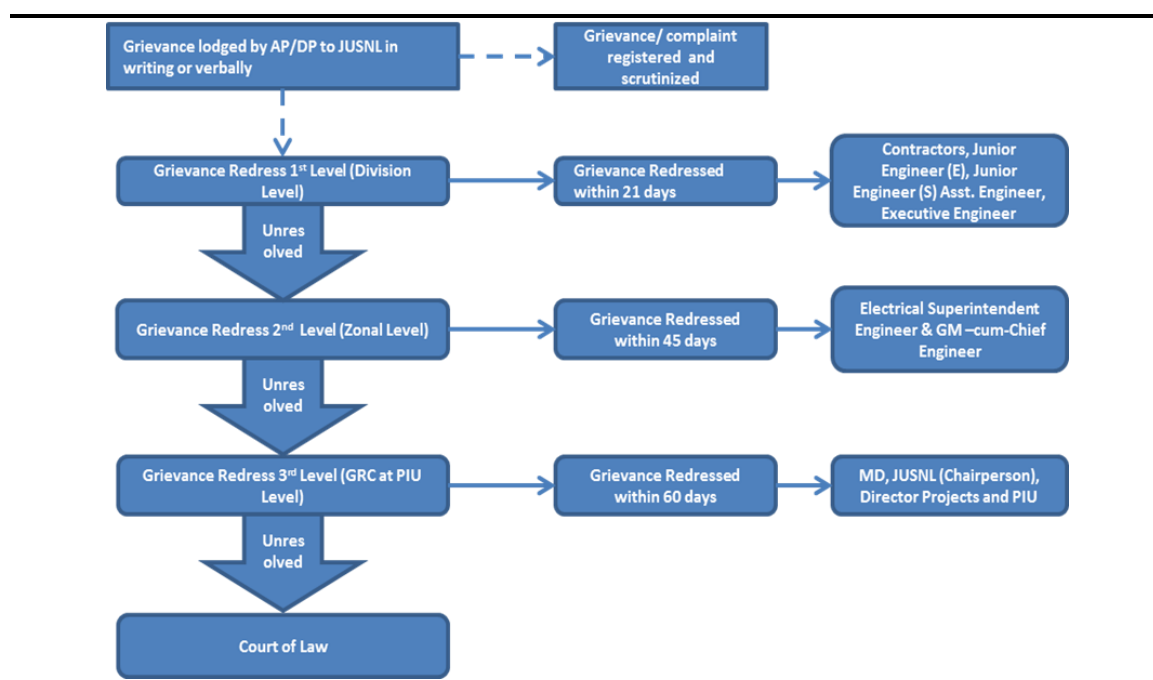 Grievance lodged by AP/DP to JUSNL in
writing or verbally
Grievance/ complaint
registered and
scrutinized
Grievance Redress 1st Level (Division
Level)
Grievance Redressed
within 21 days
Contractors, Junior
Engineer (E), Junior
Engineer (S) Asst. Engineer,
Executive Engineer
Unres
olved
Grievance Redress 2nd Level (Zonal Level)
Grievance Redressed
within 45 days
Electrical Superintendent
Engineer & GM –cum-Chief
Engineer
Unres
olved
Grievance Redress 3rd Level (GRC at PIU
Level)
Grievance Redressed
within 60 days
MD, JUSNL (Chairperson),
Director Projects and PIU
Unres
olved
Court of Law